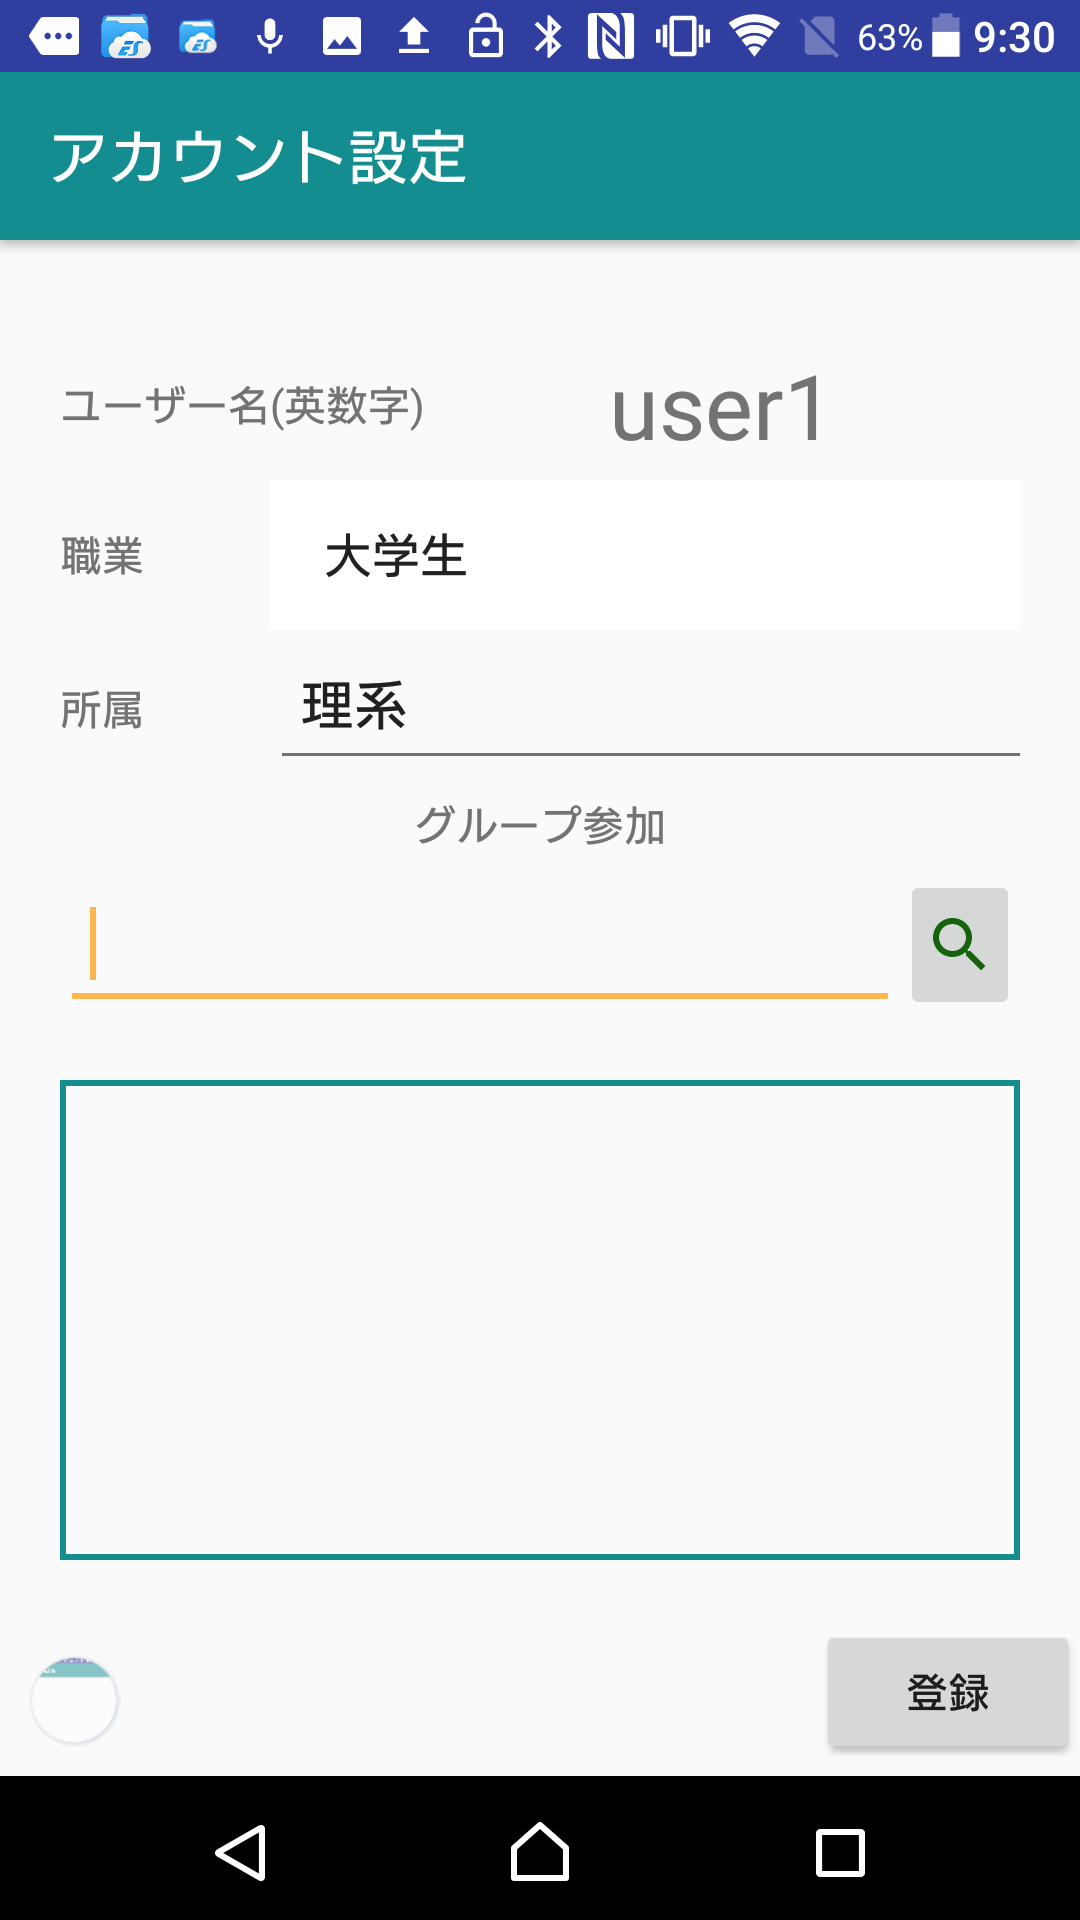 63% 9:30
アカウント設定
ユーザー名(英数字) user1
職業 大学生
所属 理系
グループ参加
登録